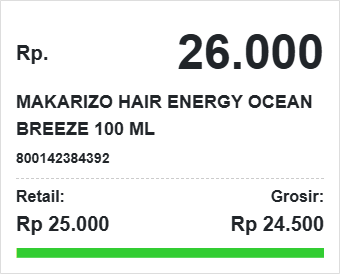 Rp. 26.000
MAKARIZO HAIR ENERGY OCEAN
BREEZE 100 ML
800142384392
Retail: Grosir:
Rp 25.000 Rp 24.500